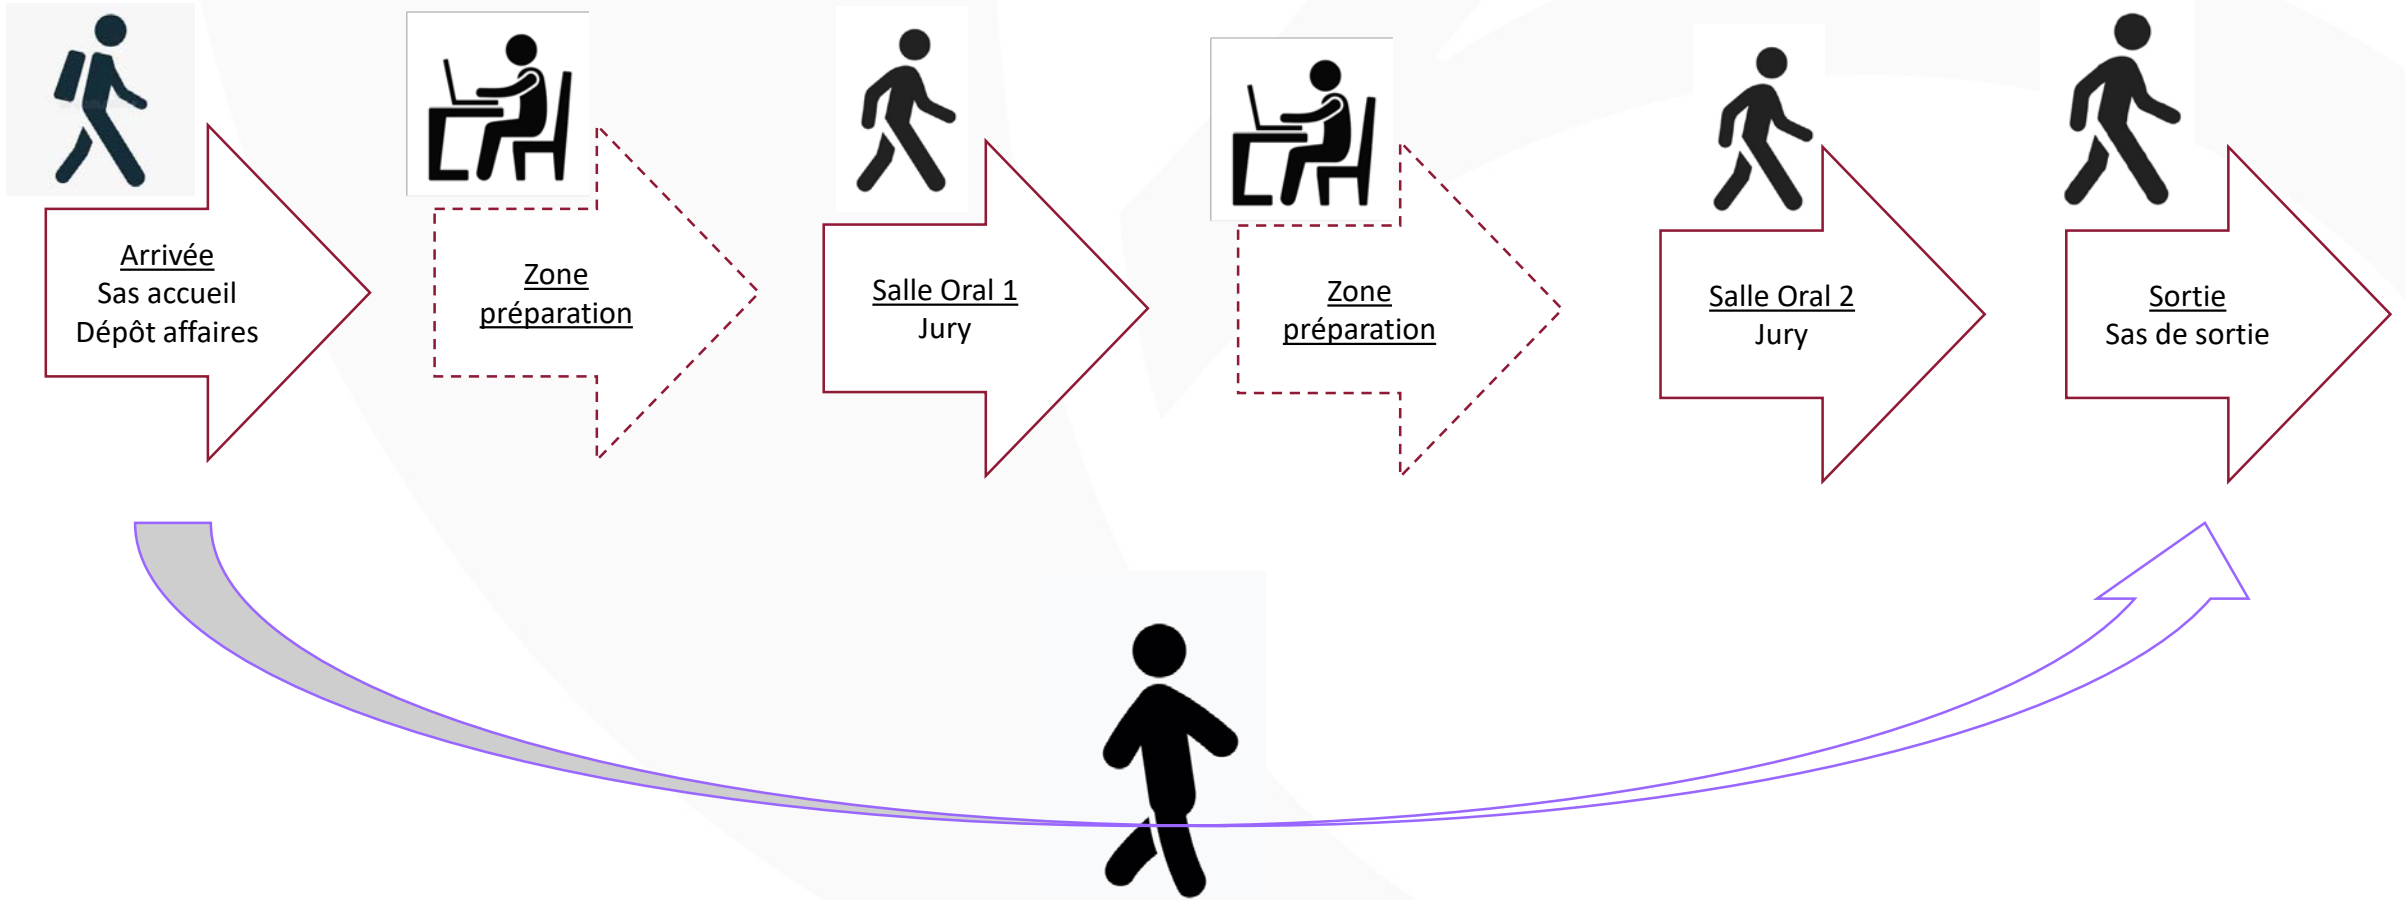 Arrivée
Sas accueil
Dépôt affaires
Zone
préparation
Salle Oral 1
Jury
Zone
préparation
Salle Oral 2
Jury
Sortie
Sas de sortie